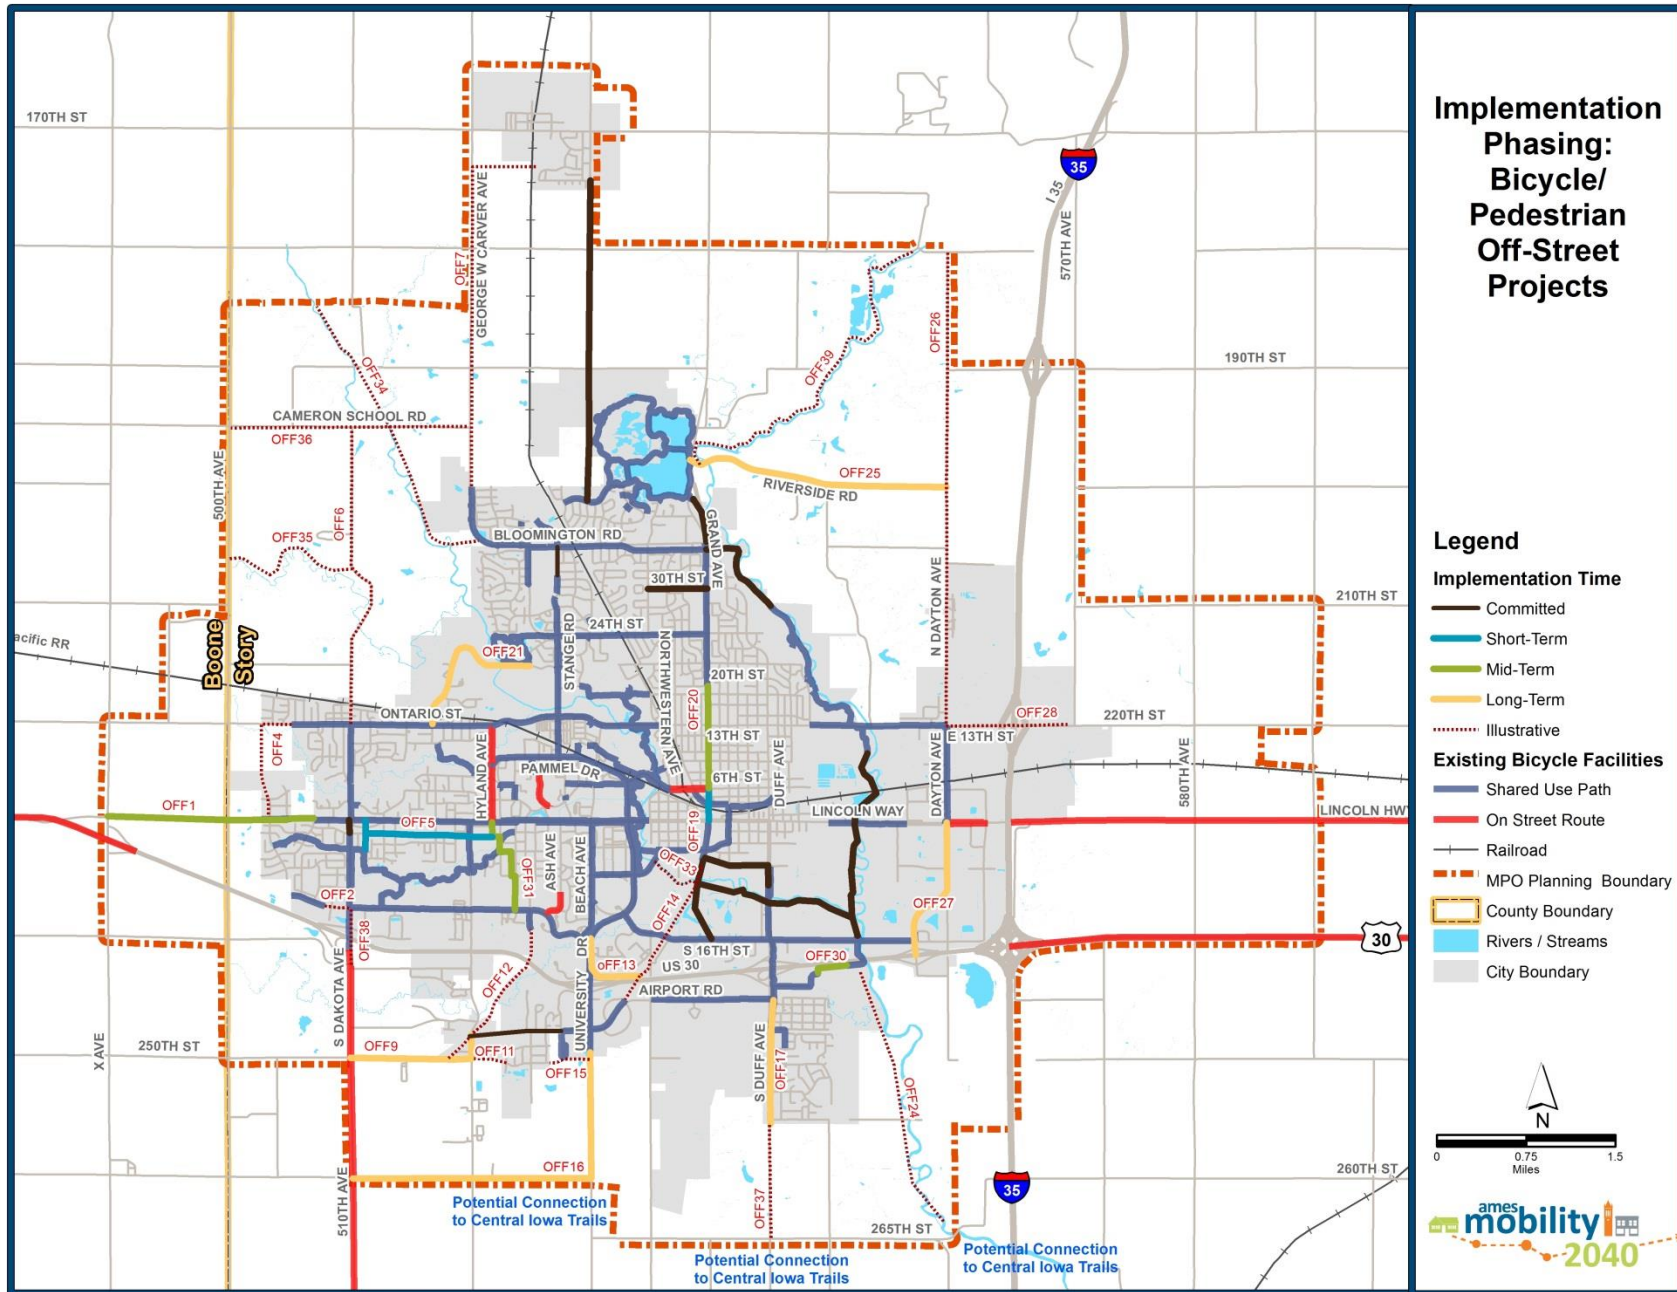 170TH ST
35
I 35
570TH AVE
GEORGE W CARVER AVE
OFF7
OFF26
OFF39
OFF34
190TH ST
CAMERON SCHOOL RD
OFF36
500TH AVE
OFF6
OFF35
OFF25
RIVERSIDE RD
GRAND AVE
BLOOMINGTON RD
30TH ST
210TH ST
N DAYTON AVE
24TH ST
STANGE RD
NORTHWESTERN AVE
acific RR
Boone
Story
OFF21
20TH ST
OFF20
ONTARIO ST
OFF28
220TH ST
E 13TH ST
13TH ST
OFF4
HYLAND AVE
PAMMEL DR
6TH ST
DUFF AVE
DAYTON AVE
580TH AVE
OFF1
OFF5
LINCOLN WAY
LINCOLN HWY
OFF19
OFF33
ASH AVE
BEACH AVE
OFF31
OFF2
OFF14
OFF27
OFF38
S DAKOTA AVE
OFF12
UNIVERSITY DR
S 16TH ST
US 30
oFF13
OFF30
AIRPORT RD
30
X AVE
250TH ST
OFF9
OFF11
OFF15
S DUFF AVE
OFF17
OFF24
OFF16
510TH AVE
OFF37
35
260TH ST
265TH ST
Potential Connection
to Central Iowa Trails
Potential Connection
to Central Iowa Trails
Potential Connection
to Central Iowa Trails
Implementation
Phasing:
Bicycle/
Pedestrian
Off-Street
Projects
Legend
Implementation Time
Committed
Short-Term
Mid-Term
Long-Term
Illustrative
Existing Bicycle Facilities
Shared Use Path
On Street Route
Railroad
MPO Planning Boundary
County Boundary
Rivers / Streams
City Boundary
N
0 0.75 1.5
Miles
ames
mobility
2040